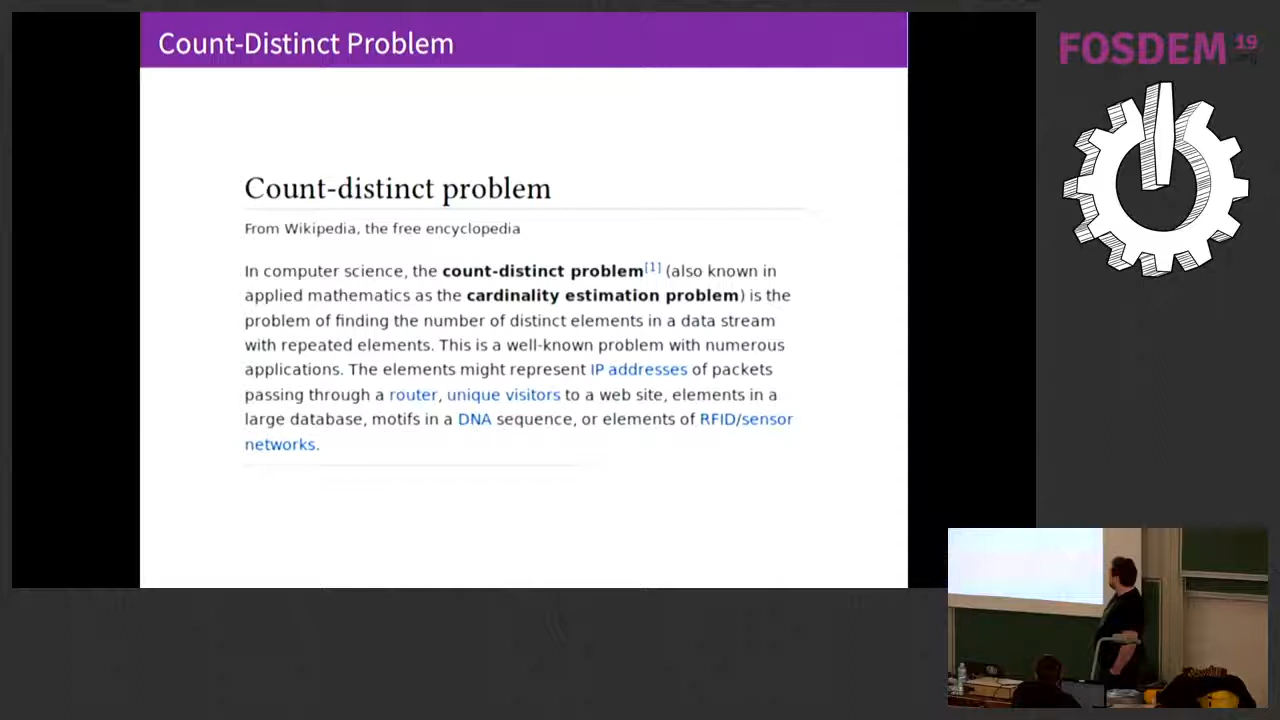 Count-Distinct Problem
FOSDEM 19
Count-distinct problem
From Wikipedia, the free encyclopedia
In computer science, the count-distinct problem[1] (also known in
applied mathematics as the cardinality estimation problem) is the
problem of finding the number of distinct elements in a data stream
with repeated elements. This is a well-known problem with numerous
applications. The elements might represent IP addresses of packets
passing through a router, unique visitors to a web site, elements in a
large database, motifs in a DNA sequence, or elements of RFID/sensor
networks.